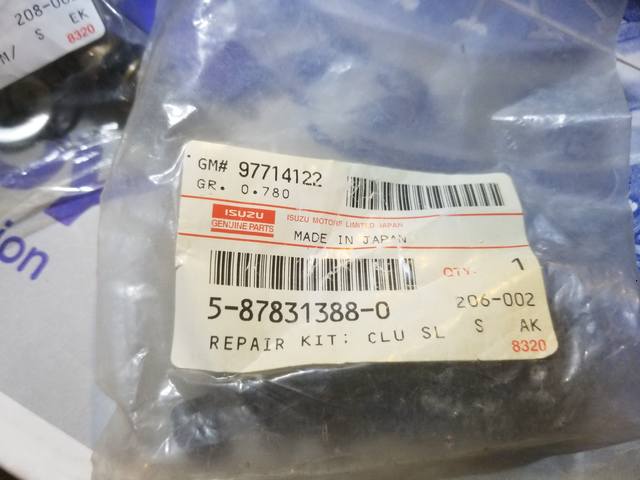 208-00
M/ S EK
8320
ion
GM# 97714122
GR. 0.780
ISUZU
GENUINE PARTS
ISUZU MOTORS LIMITED JAPAN
MADE IN JAPAN
QTY. 1
5-87831388-0
206-002
REPAIR KIT: CLU SL S AK
8320